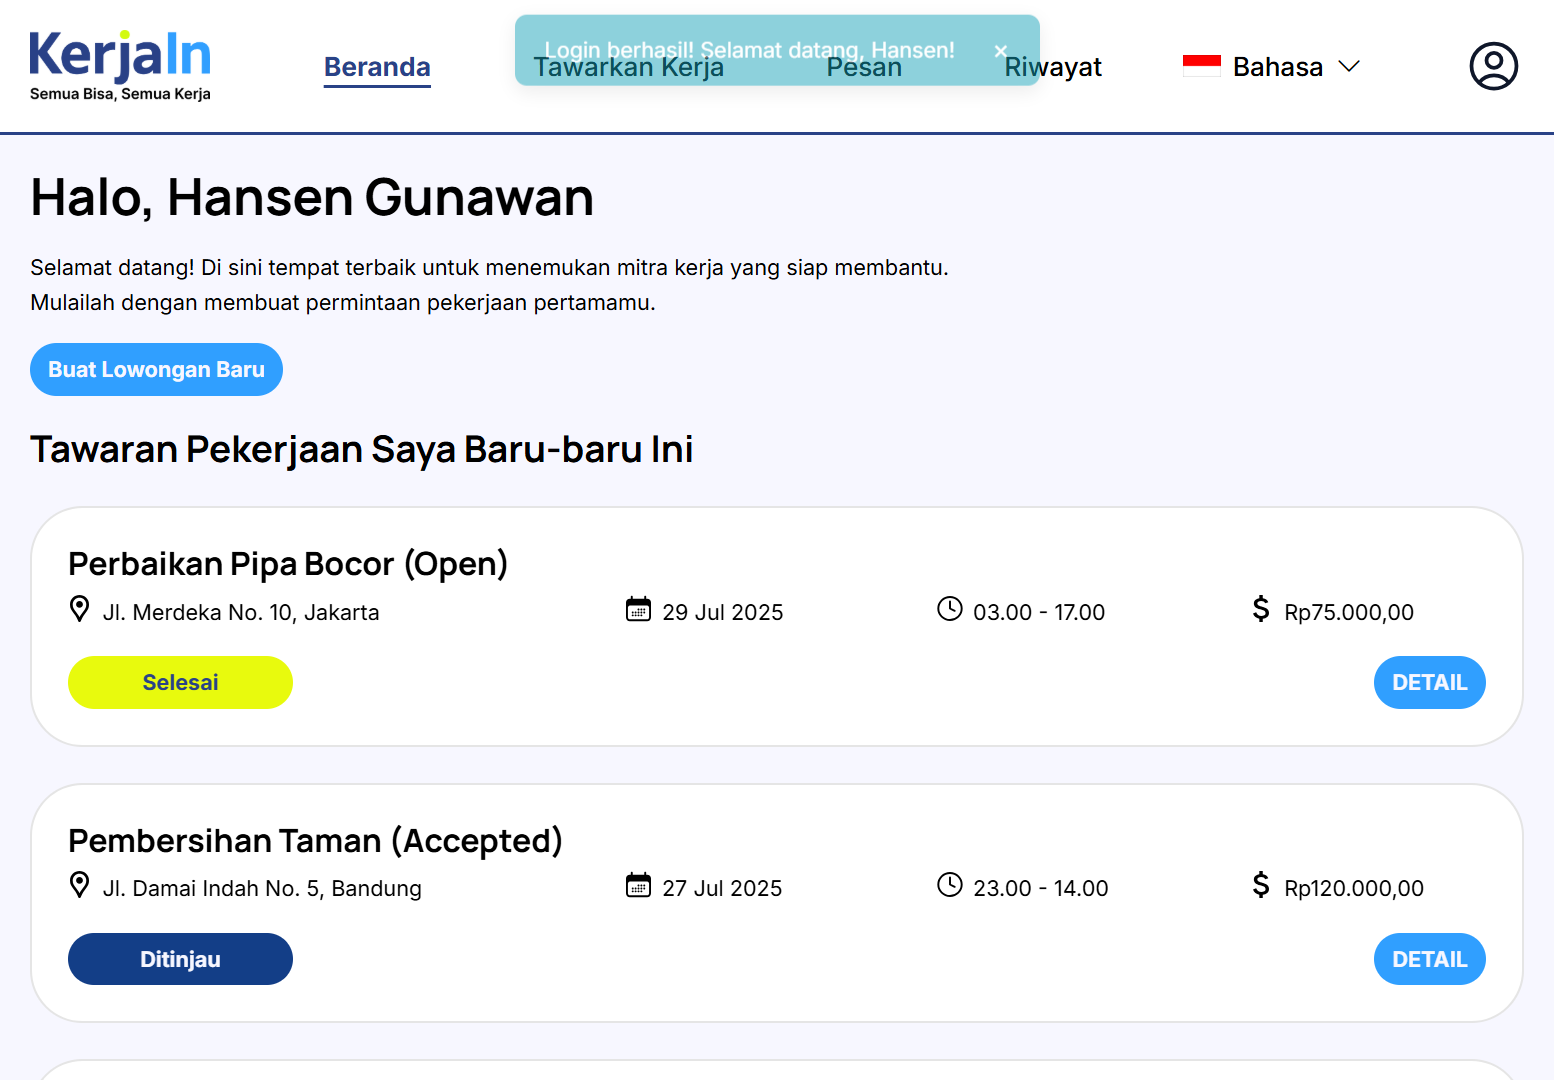 KerjaIn
Semua Bisa, Semua Kerja
Beranda
Tawarkan Kerja
Pesan
Riwayat
Bahasa
Login berhasil! Selamat datang, Hansen!
Halo, Hansen Gunawan
Selamat datang! Di sini tempat terbaik untuk menemukan mitra kerja yang siap membantu.
Mulailah dengan membuat permintaan pekerjaan pertamamu.
Buat Lowongan Baru
Tawaran Pekerjaan Saya Baru-baru Ini
Perbaikan Pipa Bocor (Open)
Jl. Merdeka No. 10, Jakarta
29 Jul 2025
03.00 - 17.00
Rp75.000,00
Selesai
DETAIL
Pembersihan Taman (Accepted)
Jl. Damai Indah No. 5, Bandung
27 Jul 2025
23.00 - 14.00
Rp120.000,00
Ditinjau
DETAIL